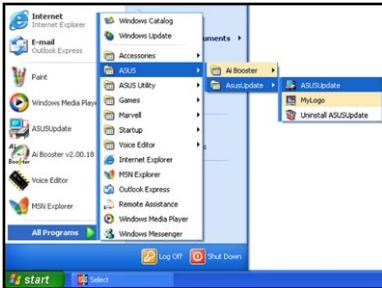 Internet
Internet Explorer
E-mail
Outlook Express
Paint
Windows Media Play
ASUSUpdate
Ai Booster v2.00.18
Voice Editor
MSN Explorer
All Programs
Windows Catalog
Windows Update
Accessories
ASUS
ASUS Utility
Games
Marvell
Startup
Voice Editor
Internet Explorer
MSN Explorer
Outlook Express
Remote Assistance
Windows Media Player
Windows Messenger
uments
s
Ai Booster
AsusUpdate
ASUSUpdate
MyLogo
Uninstall ASUSUpdate
Log Off
Shut Down
start
Select